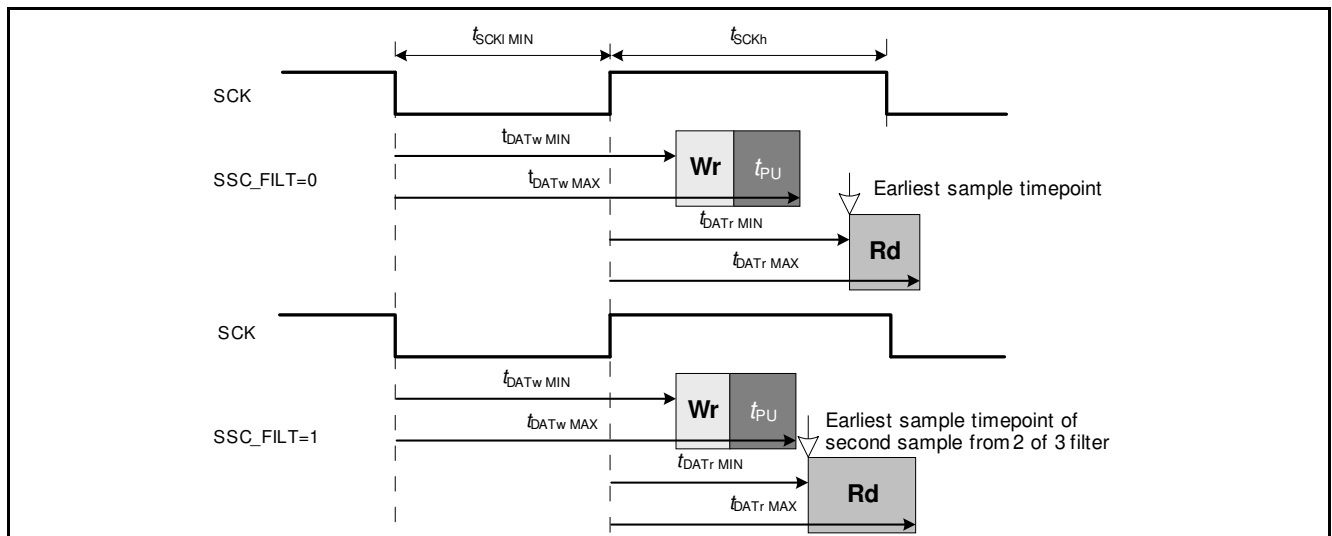 tSCKl MIN tSCKh
SCK
tDATw MIN
Wr tPU
SSC_FILT=0
tDATw MAX
Earliest sample timepoint
tDATr MIN
Rd
tDATr MAX
SCK
tDATw MIN
Wr tPU
SSC_FILT=1
tDATw MAX
Earliest sample timepoint of
second sample from 2 of 3 filter
tDATr MIN
Rd
tDATr MAX